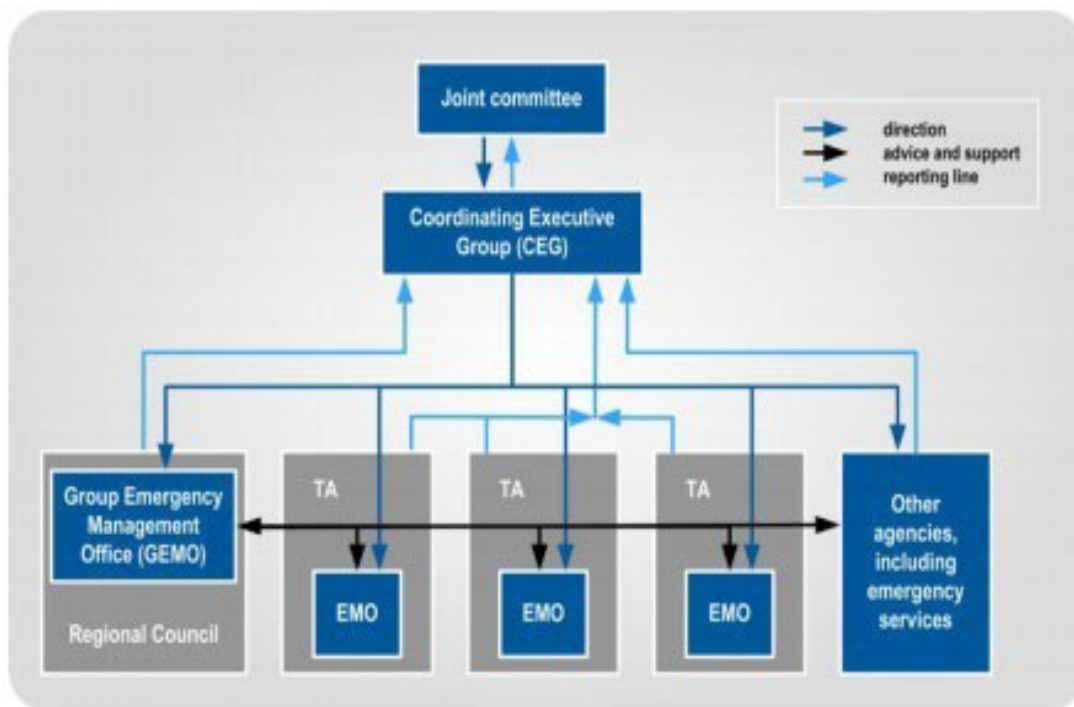 Joint committee
direction
advice and support
reporting line
Coordinating Executive
Group (CEG)
Group Emergency
Management
Office (GEMO)
Regional Council
TA
EMO
TA
EMO
TA
EMO
Other
agencies,
including
emergency
services